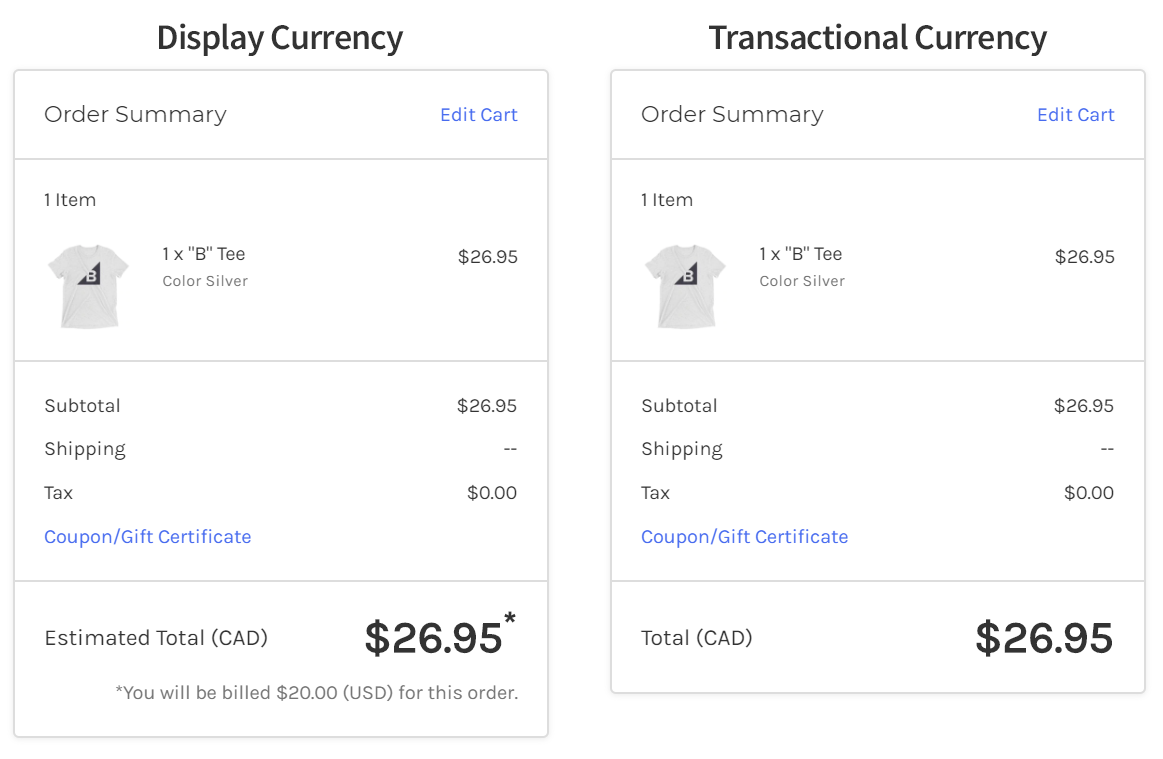 Display Currency
Order Summary
Edit Cart
1 Item
B
1 x "B" Tee
$26.95
Color Silver
Subtotal
$26.95
Shipping
--
Tax
$0.00
Coupon/Gift Certificate
Estimated Total (CAD)
$26.95*
*You will be billed $20.00 (USD) for this order.
Transactional Currency
Order Summary
Edit Cart
1 Item
B
1 x "B" Tee
$26.95
Color Silver
Subtotal
$26.95
Shipping
--
Tax
$0.00
Coupon/Gift Certificate
Total (CAD)
$26.95